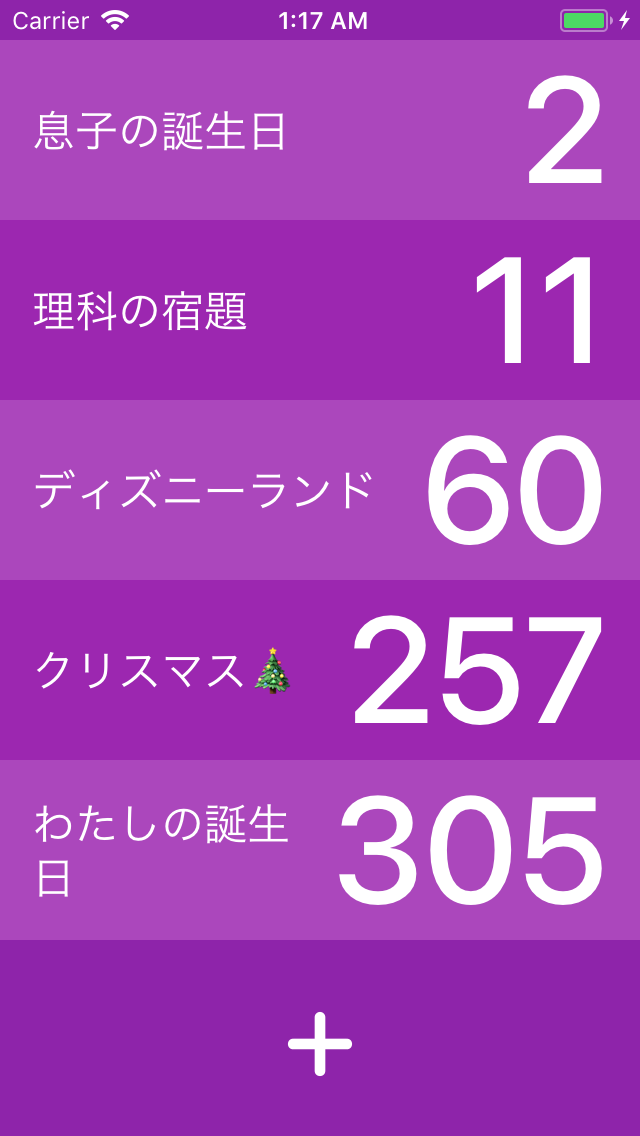 Carrier 1:17 AM
息子の誕生日 2
理科の宿題 11
ディズニーランド 60
クリスマス🎄 257
わたしの誕生
日 305